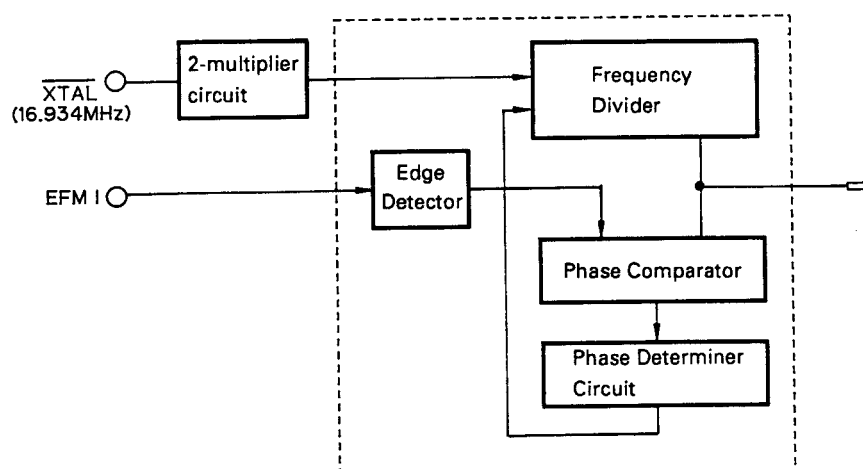 2-multiplier
circuit
XTAL
(16.934MHz)
Frequency
Divider
EFM I
Edge
Detector
Phase Comparator
Phase Determiner
Circuit